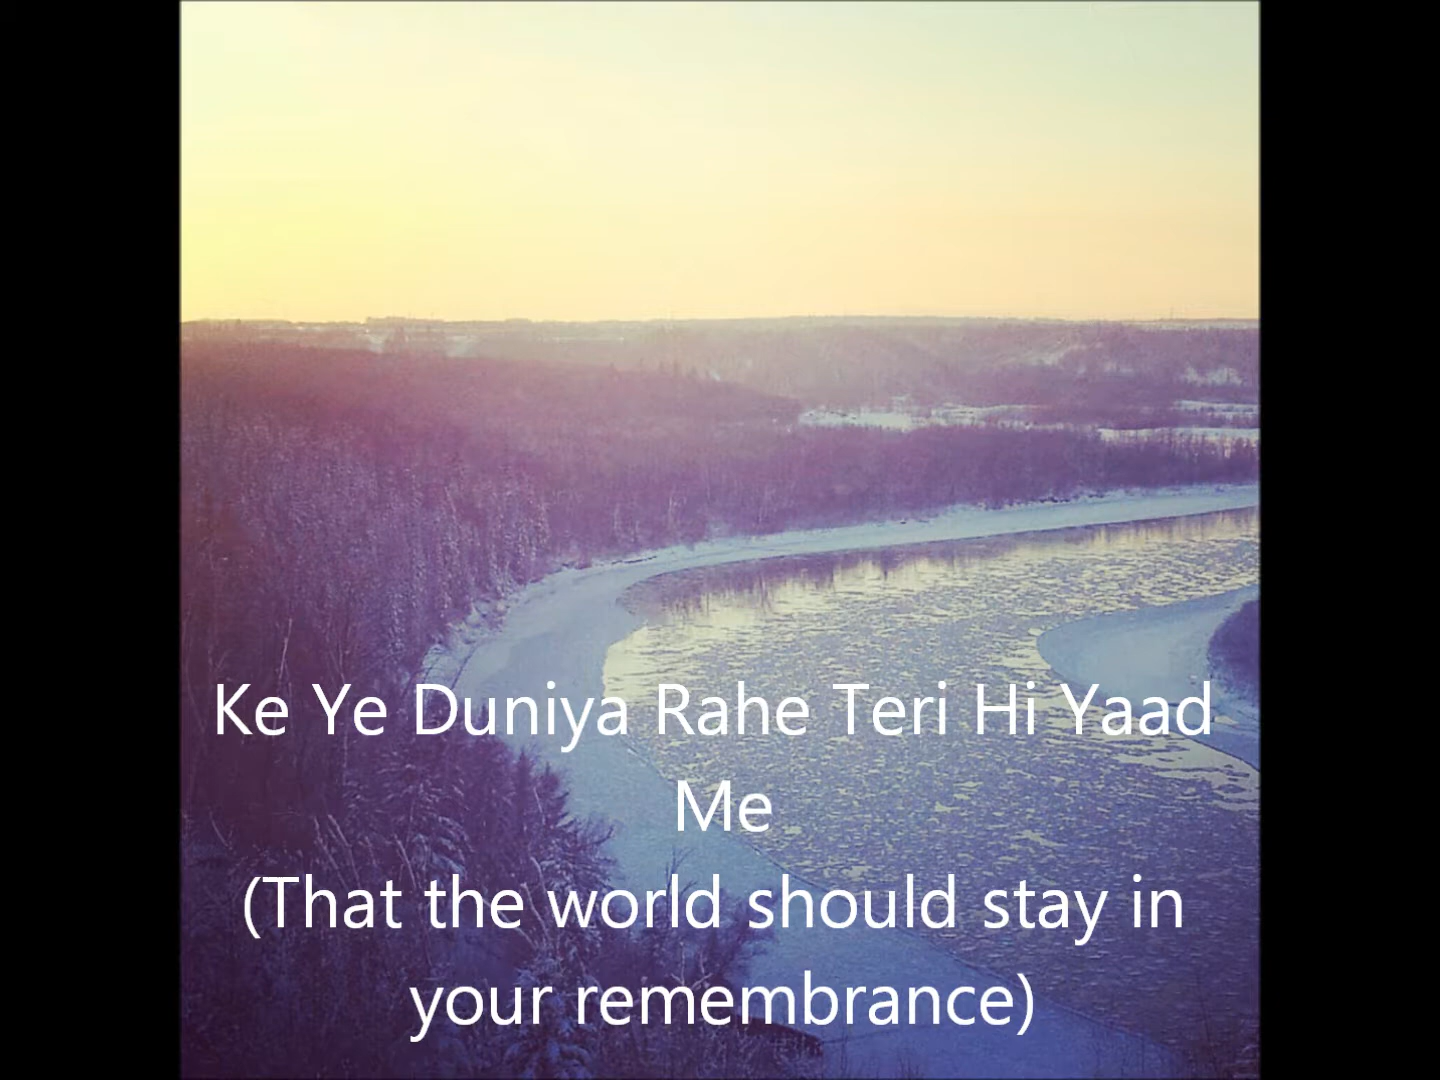 Ke Ye Duniya Rahe Teri Hi Yaad
Me
(That the world should stay in
your remembrance)